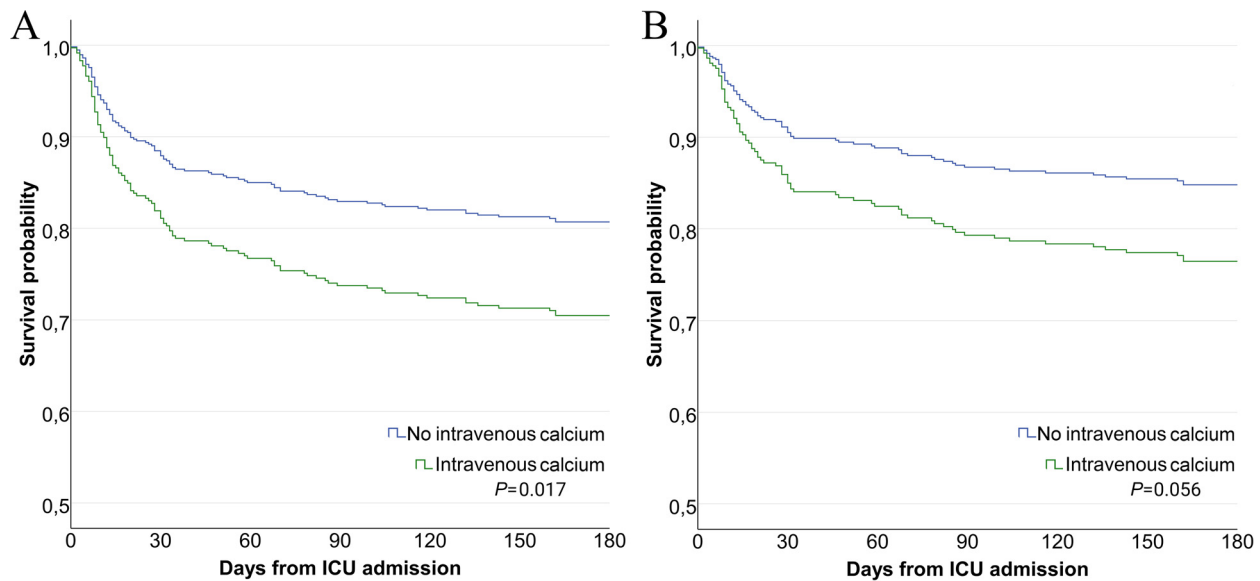 A
1,0
0,9
0,8
0,7
0,6
0,5
Survival probability
No intravenous calcium
Intravenous calcium
P=0.017
0 30 60 90 120 150 180
Days from ICU admission
B
1,0
0,9
0,8
0,7
0,6
0,5
Survival probability
No intravenous calcium
Intravenous calcium
P=0.056
0 30 60 90 120 150 180
Days from ICU admission